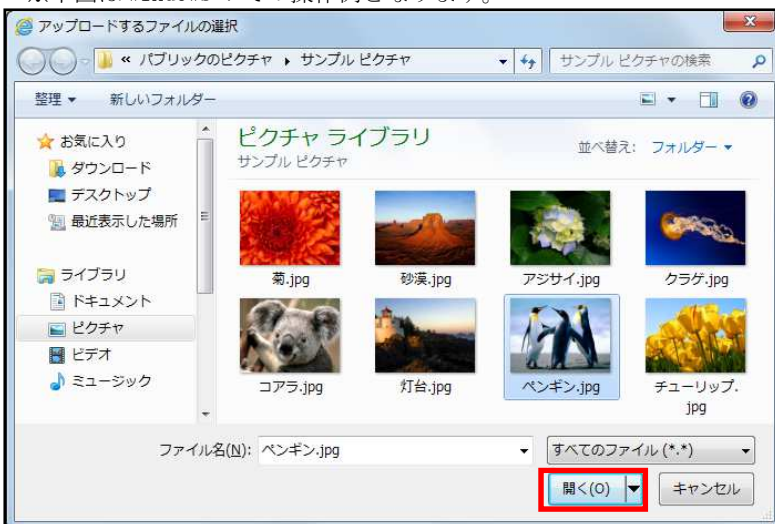 アップロードするファイルの選択
« パブリックのピクチャ ▸ サンプル ピクチャ
サンプル ピクチャの検索
整理 ▼ 新しいフォルダー
お気に入り
ダウンロード
デスクトップ
最近表示した場所
ライブラリ
ドキュメント
ピクチャ
ビデオ
ミュージック
ピクチャ ライブラリ
サンプル ピクチャ
並べ替え: フォルダー ▼
菊.jpg
砂漠.jpg
アジサイ.jpg
クラゲ.jpg
コアラ.jpg
灯台.jpg
ペンギン.jpg
チューリップ.
jpg
ファイル名(N): ペンギン.jpg
すべてのファイル (*.*)
開く(O)
キャンセル